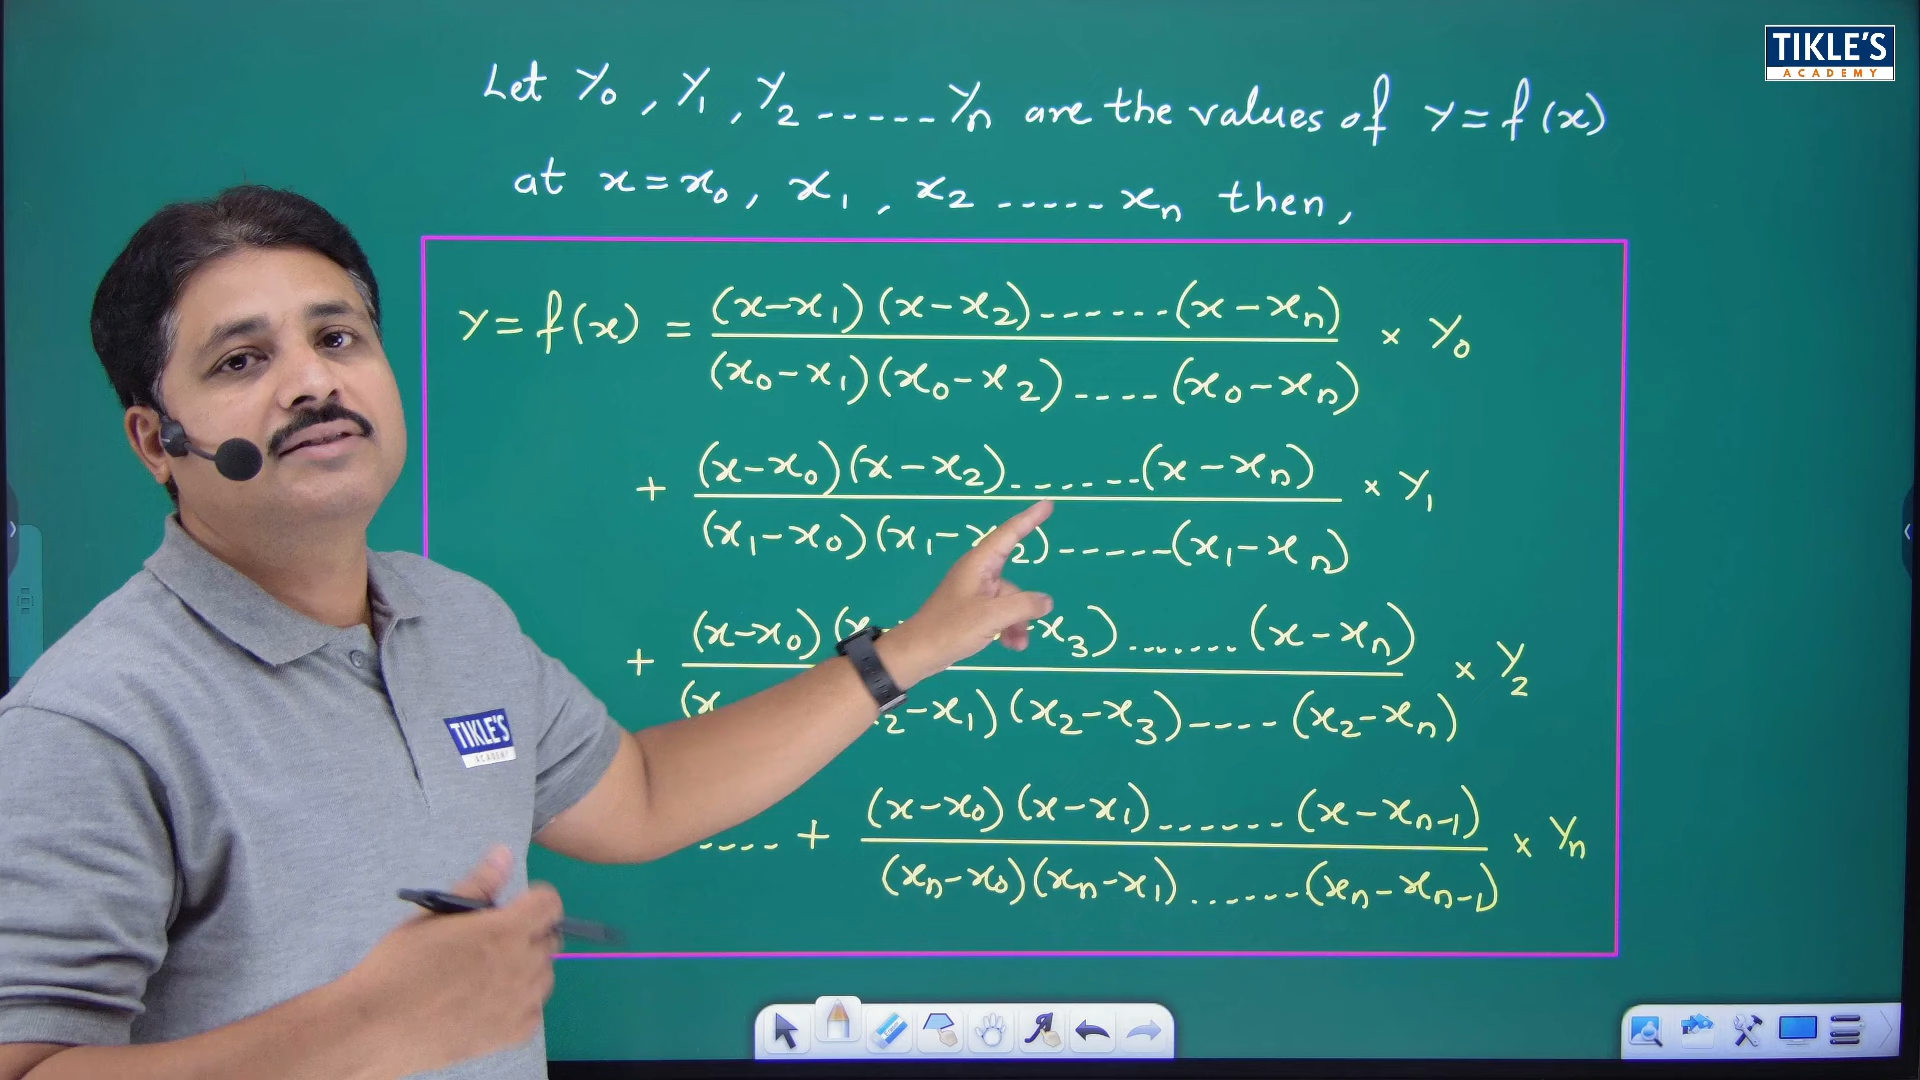 TIKLE'S
ACADEMY
Let y₀, y₁, y₂ ------ yₙ are the values of y = f(x)
at x = x₀, x₁, x₂ ----- xₙ then,
y = f(x) = (x-x₁)(x-x₂)------(x-xₙ) / (x₀-x₁)(x₀-x₂)----(x₀-xₙ) × y₀
+ (x-x₀)(x-x₂)------(x-xₙ) / (x₁-x₀)(x₁-x₂)-----(x₁-xₙ) × y₁
+ (x-x₀)(x -x₃)-------(x-xₙ) / (x ₂-x₁)(x₂-x₃)----(x₂-xₙ) × y₂
---- + (x-x₀)(x-x₁)------(x-xₙ₋₁) / (xₙ-x₀)(xₙ-x₁)------(xₙ-xₙ₋₁) × yₙ
TIKLE'S
ACADEMY